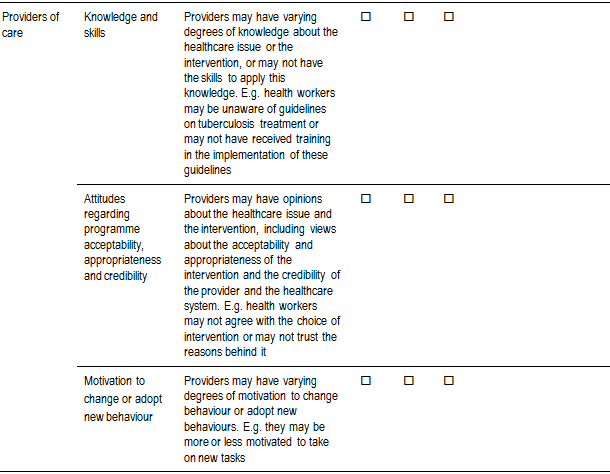 Providers of
care
Knowledge and
skills
Providers may have varying
degrees of knowledge about the
healthcare issue or the
intervention, or may not have
the skills to apply this
knowledge. E.g. health workers
may be unaware of guidelines
on tuberculosis treatment or
may not have received training
in the implementation of these
guidelines
☐ ☐ ☐
Attitudes
regarding
programme
acceptability,
appropriateness
and credibility
Providers may have opinions
about the healthcare issue and
the intervention, including views
about the acceptability and
appropriateness of the
intervention and the credibility of
the provider and the healthcare
system. E.g. health workers
may not agree with the choice of
intervention or may not trust the
reasons behind it
☐ ☐ ☐
Motivation to
change or adopt
new behaviour
Providers may have varying
degrees of motivation to change
behaviour or adopt new
behaviours. E.g. they may be
more or less motivated to take
on new tasks
☐ ☐ ☐